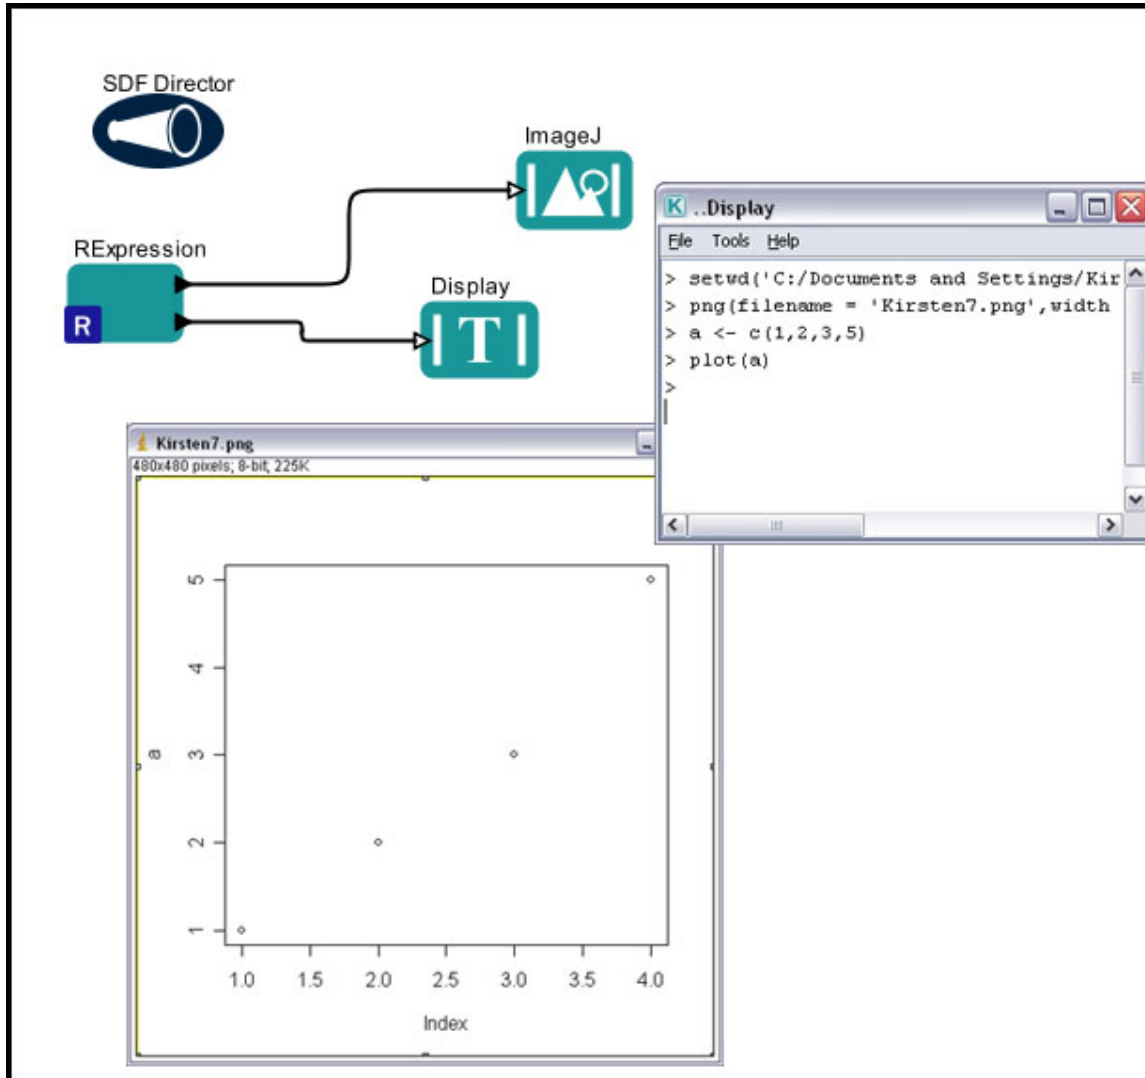 SDF Director
ImageJ
RExpression
R
Display
T
K ..Display
File Tools Help
> setwd('C:/Documents and Settings/Kir
> png(filename = 'Kirsten7.png',width
> a <- c(1,2,3,5)
> plot(a)
>
Kirsten7.png
480x480 pixels; 8-bit; 225K
5
4
3
2
1
a
1.0 1.5 2.0 2.5 3.0 3.5 4.0
Index